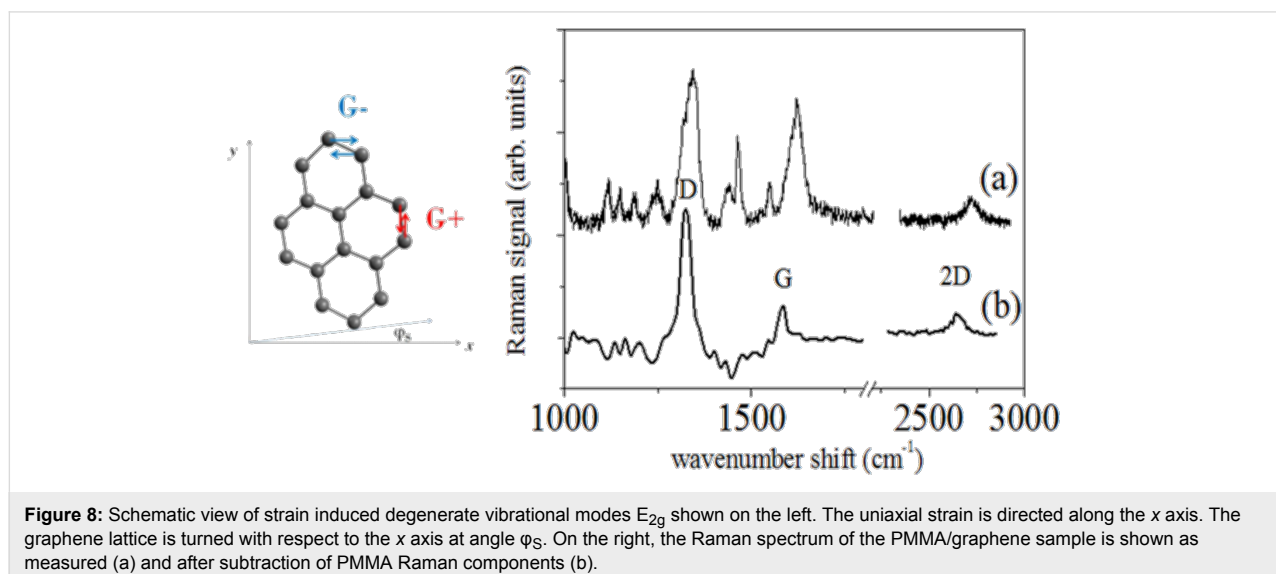 G-
y
G+
φS
x
Raman signal (arb. units)
(a)
D
G
2D
(b)
1000
1500
2500
3000
wavenumber shift (cm-1)
Figure 8: Schematic view of strain induced degenerate vibrational modes E2g shown on the left. The uniaxial strain is directed along the x axis. The
graphene lattice is turned with respect to the x axis at angle φS. On the right, the Raman spectrum of the PMMA/graphene sample is shown as
measured (a) and after subtraction of PMMA Raman components (b).